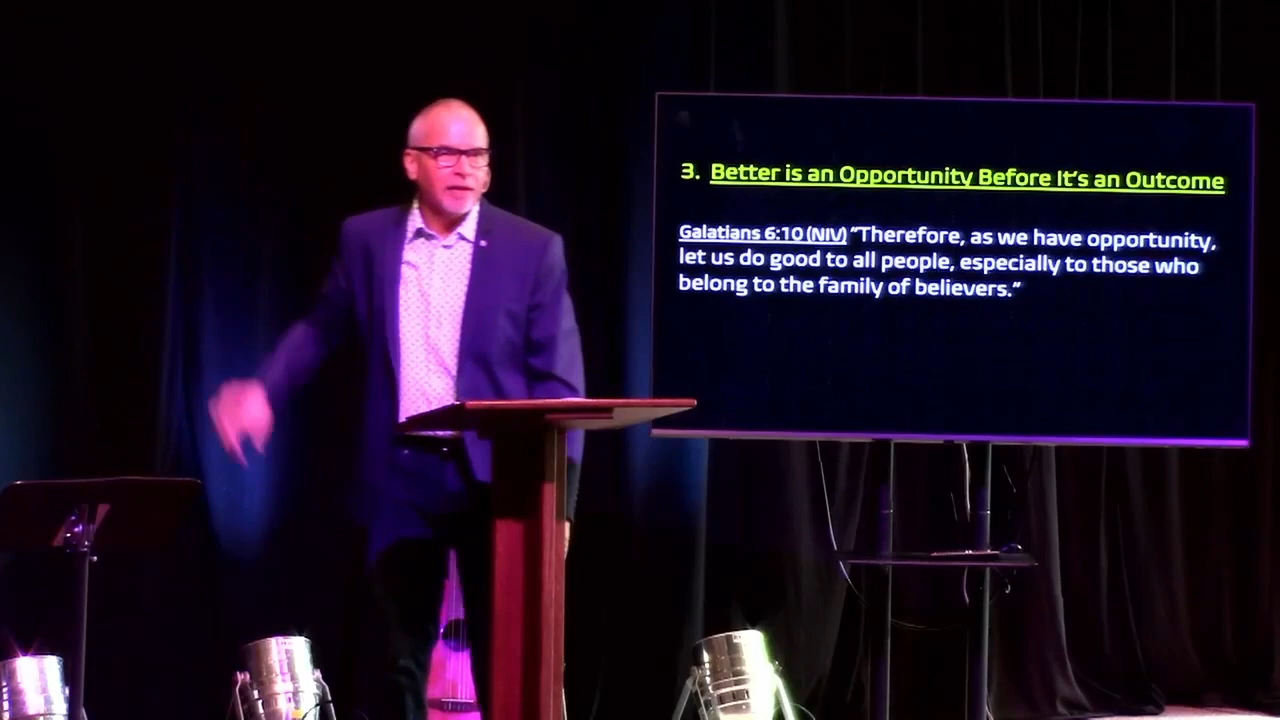 3. Better is an Opportunity Before It's an Outcome
Galatians 6:10 (NIV) "Therefore, as we have opportunity,
let us do good to all people, especially to those who
belong to the family of believers."